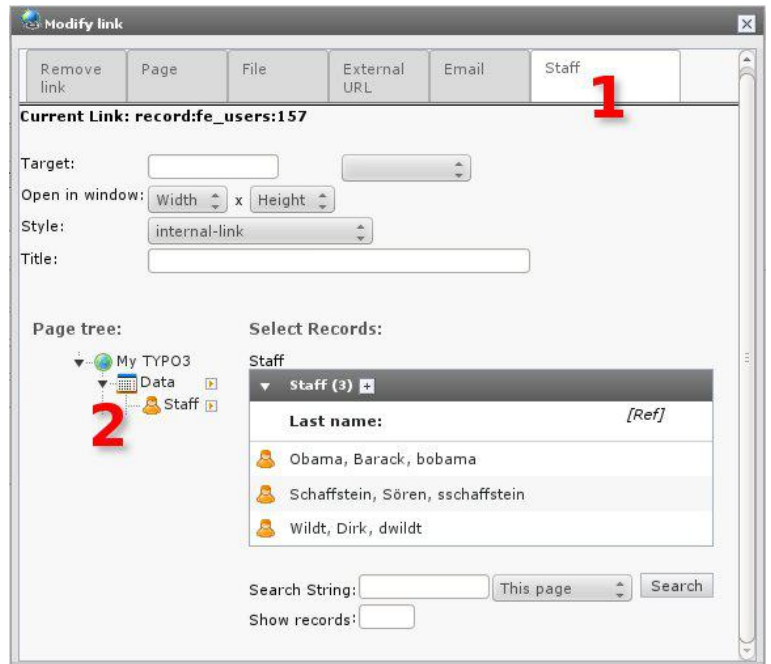 Modify link
Remove link
Page
File
External URL
Email
Staff
1
Current Link: record:fe_users:157
Target:
Open in window: Width x Height
Style: internal-link
Title:
Page tree:
My TYPO3
Data
Staff
2
Select Records:
Staff
Staff (3)
Last name: [Ref]
Obama, Barack, bobama
Schaffstein, Sören, sschaffstein
Wildt, Dirk, dwildt
Search String: This page Search
Show records: